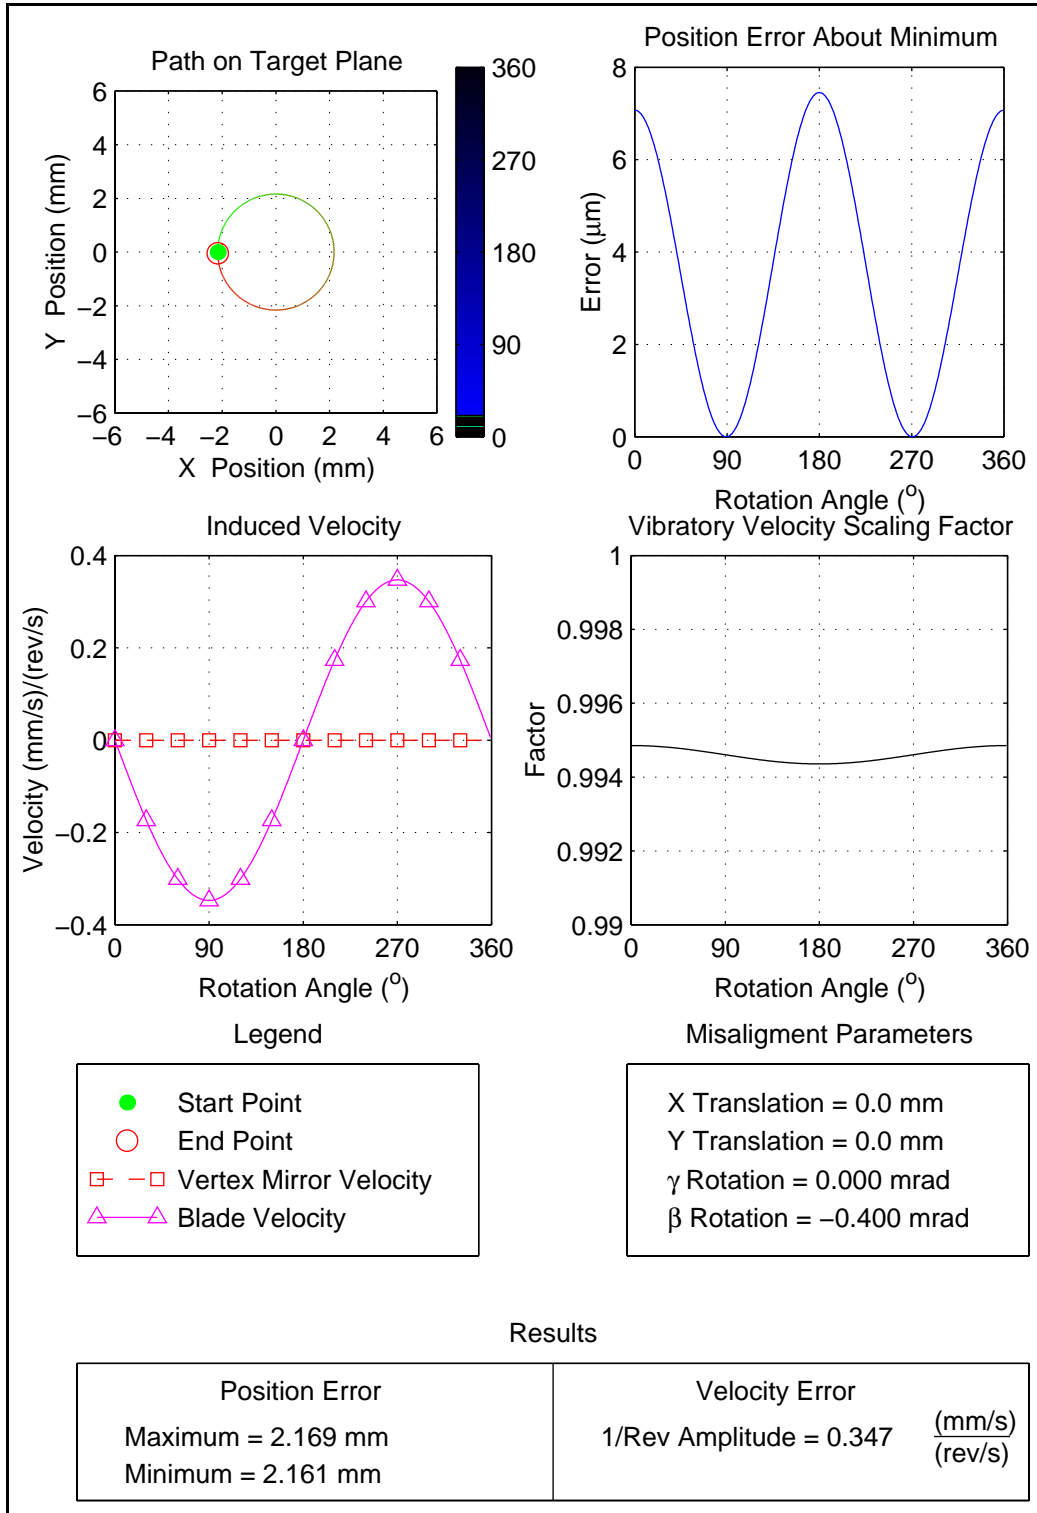 Path on Target Plane
6
4
2
0
−2
−4
−6
−6 −4 −2 0 2 4 6
Y Position (mm)
X Position (mm)
360
270
180
90
0
Position Error About Minimum
8
6
4
2
0
0 90 180 270 360
Error (μm)
Rotation Angle (o)
Induced Velocity
0.4
0.2
0
−0.2
−0.4
0 90 180 270 360
Velocity (mm/s)/(rev/s)
Rotation Angle (o)
Vibratory Velocity Scaling Factor
1
0.998
0.996
0.994
0.992
0.99
0 90 180 270 360
Factor
Rotation Angle (o)
Legend
Start Point
End Point
Vertex Mirror Velocity
Blade Velocity
Misaligment Parameters
X Translation = 0.0 mm
Y Translation = 0.0 mm
γ Rotation = 0.000 mrad
β Rotation = −0.400 mrad
Results
Position Error
Maximum = 2.169 mm
Minimum = 2.161 mm
Velocity Error
1/Rev Amplitude = 0.347
(mm/s)
(rev/s)